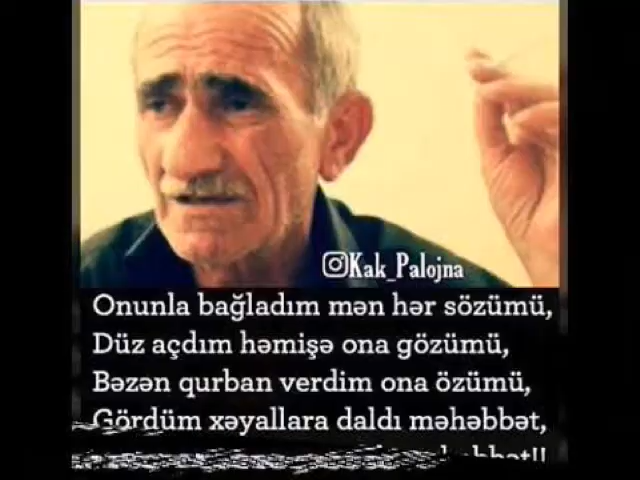 Kak_Palojna
Onunla bağladım mən hər sözümü,
Düz açdım həmişə ona gözümü,
Bəzən qurban verdim ona özümü,
Gördüm xəyallara daldı məhəbbət,